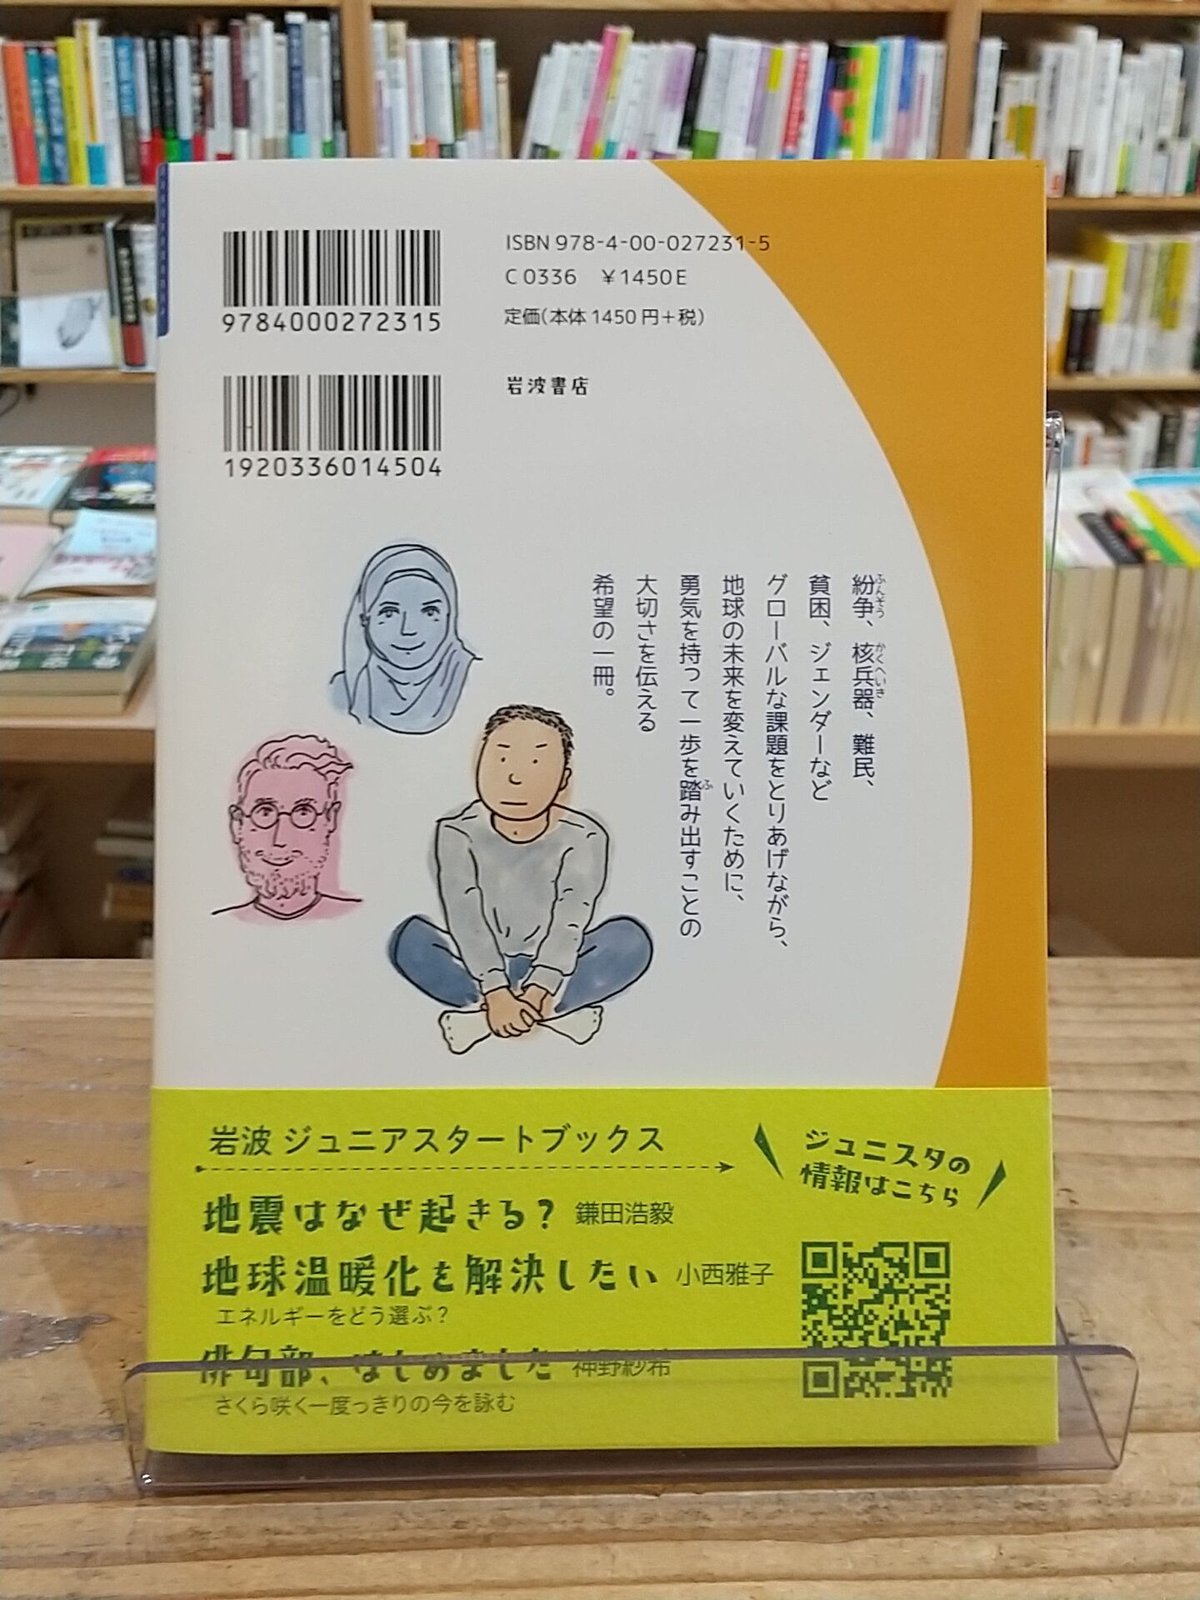 ISBN 978-4-00-027231-5
C0336 ¥1450E
定価(本体1450円+税)
9784000272315
岩波書店
1920336014504
紛争、核兵器、難民、
貧困、ジェンダーなど
グローバルな課題をとりあげながら、
地球の未来を変えていくために、
勇気を持って一歩を踏み出すことの
大切さを伝える
希望の一冊。
岩波 ジュニアスタートブックス
地震はなぜ起きる? 鎌田浩毅
地球温暖化を解決したい 小西雅子
エネルギーをどう選ぶ?
俳句部、はじめました 神野紗希
さくら咲く一度っきりの今を詠む
ジュニスタの
情報はこちら